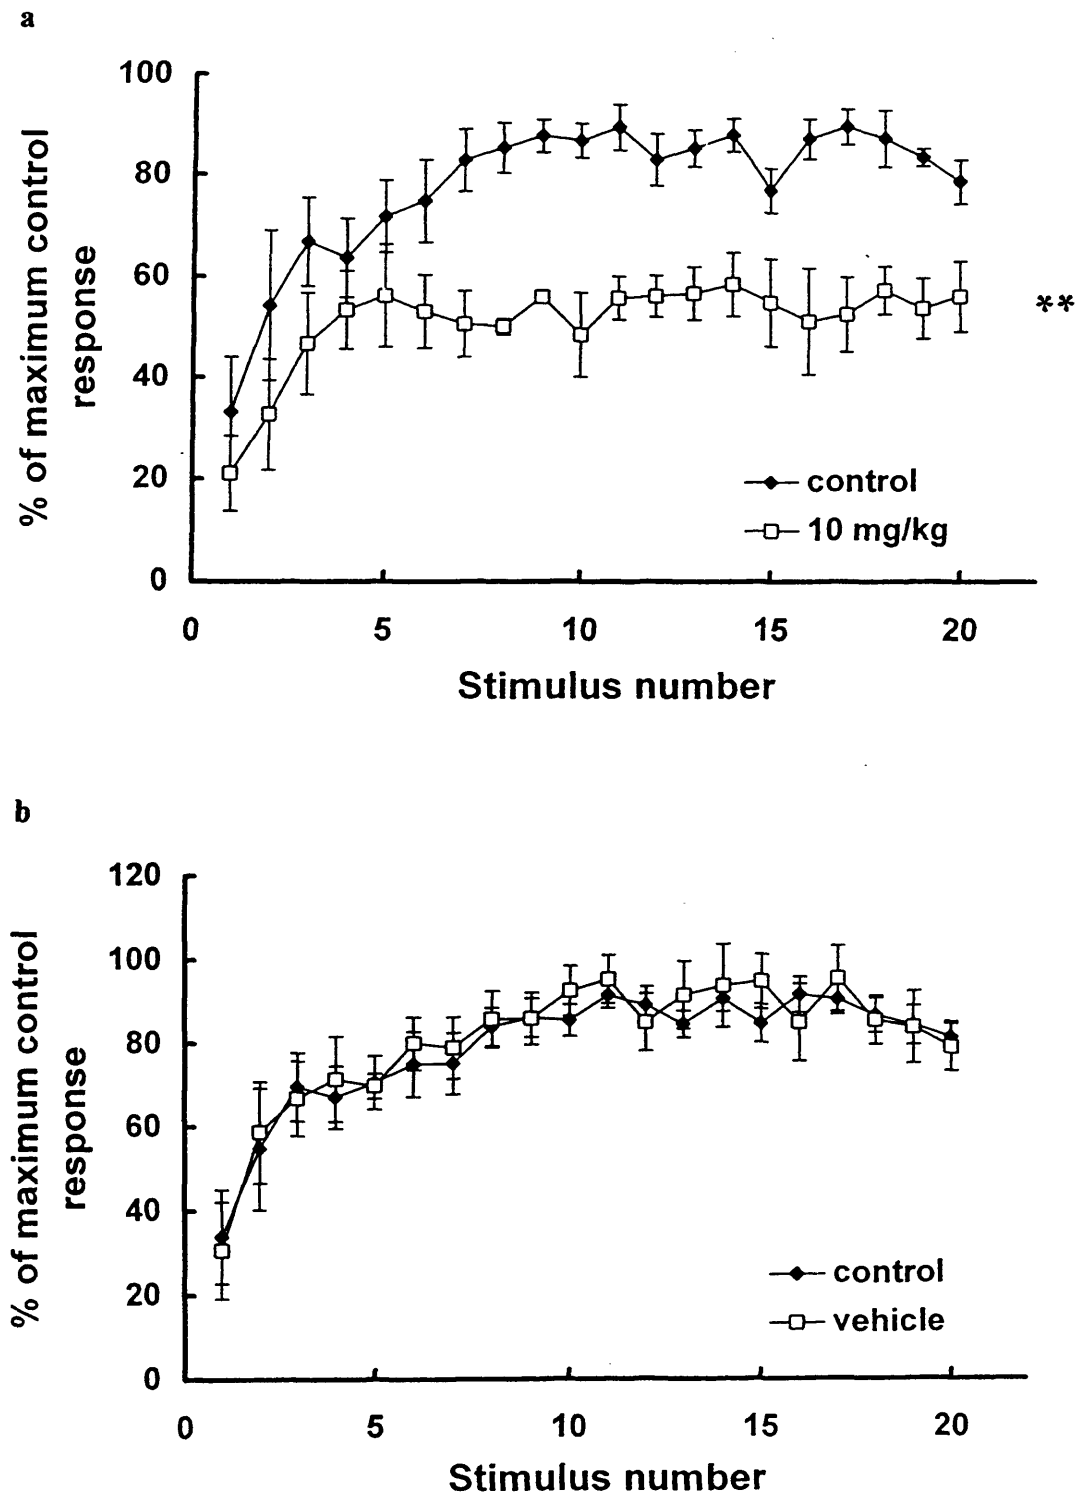 a
100
80
60
40
20
0
% of maximum control
response
control
10 mg/kg
**
0 5 10 15 20
Stimulus number
b
120
100
80
60
40
20
0
% of maximum control
response
control
vehicle
0 5 10 15 20
Stimulus number